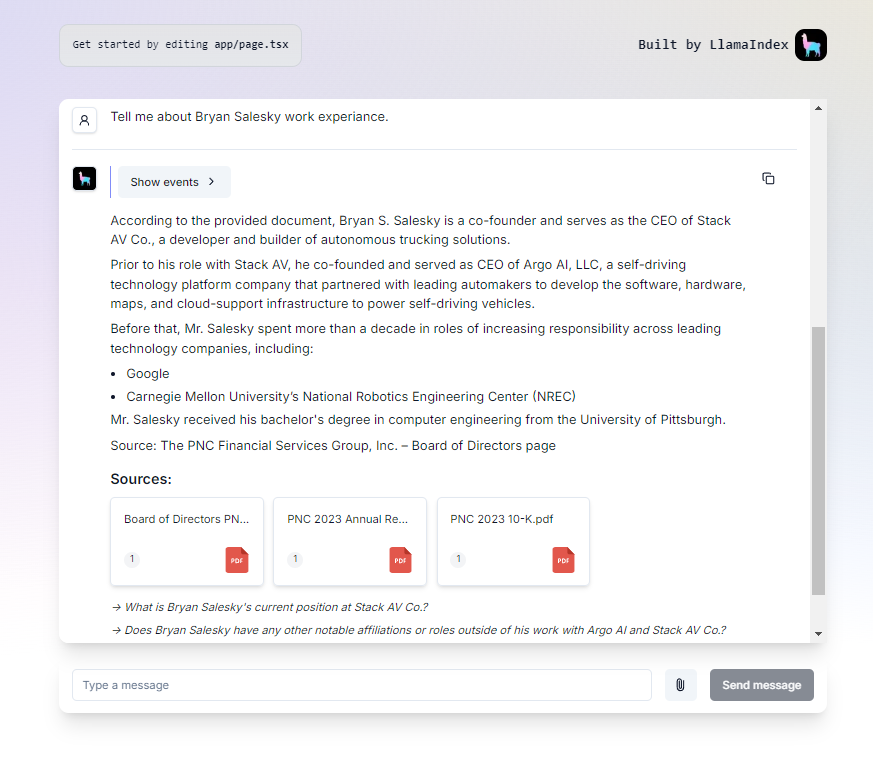 Get started by editing app/page.tsx
Built by LlamaIndex
Tell me about Bryan Salesky work experiance.
Show events
According to the provided document, Bryan S. Salesky is a co-founder and serves as the CEO of Stack
AV Co., a developer and builder of autonomous trucking solutions.
Prior to his role with Stack AV, he co-founded and served as CEO of Argo AI, LLC, a self-driving
technology platform company that partnered with leading automakers to develop the software, hardware,
maps, and cloud-support infrastructure to power self-driving vehicles.
Before that, Mr. Salesky spent more than a decade in roles of increasing responsibility across leading
technology companies, including:
• Google
• Carnegie Mellon University’s National Robotics Engineering Center (NREC)
Mr. Salesky received his bachelor's degree in computer engineering from the University of Pittsburgh.
Source: The PNC Financial Services Group, Inc. – Board of Directors page
Sources:
Board of Directors PN...
1
PDF
PNC 2023 Annual Re...
1
PDF
PNC 2023 10-K.pdf
1
PDF
→ What is Bryan Salesky's current position at Stack AV Co.?
→ Does Bryan Salesky have any other notable affiliations or roles outside of his work with Argo AI and Stack AV Co.?
Type a message
Send message